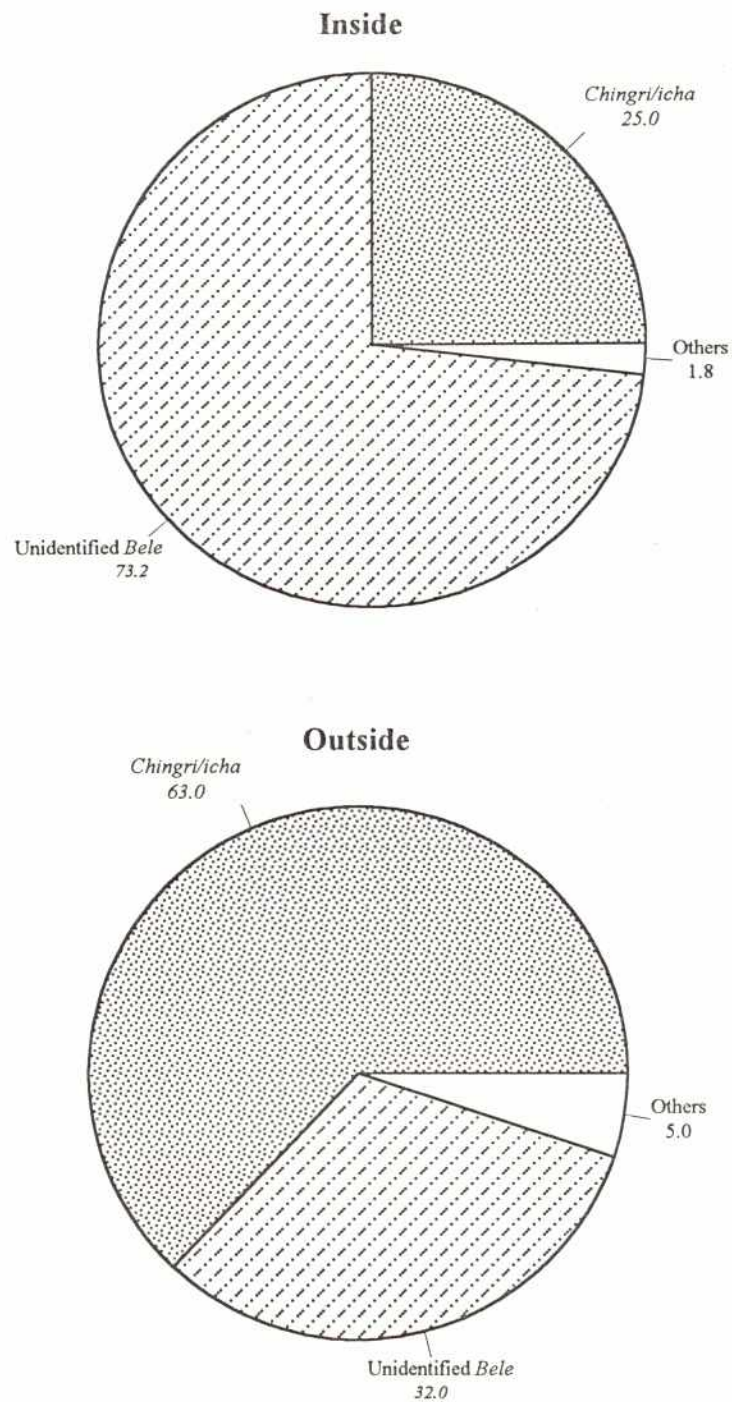 Inside
Chingri/icha
25.0
Others
1.8
Unidentified Bele
73.2
Outside
Chingri/icha
63.0
Others
5.0
Unidentified Bele
32.0